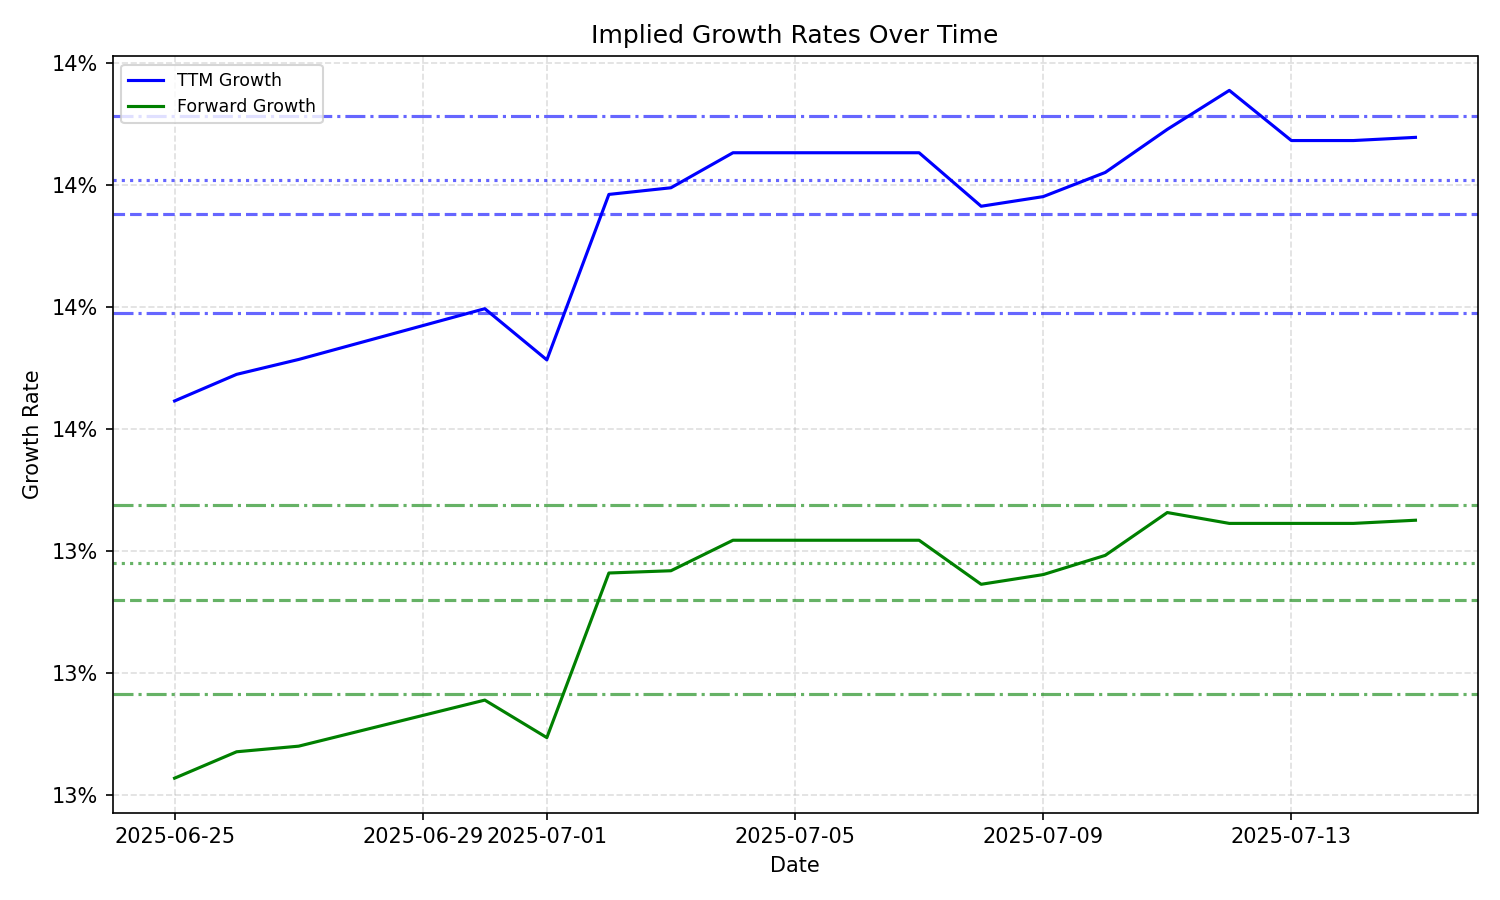 Implied Growth Rates Over Time
TTM Growth
Forward Growth
14%
14%
14%
14%
13%
13%
13%
Growth Rate
2025-06-25
2025-06-29
2025-07-01
2025-07-05
2025-07-09
2025-07-13
Date